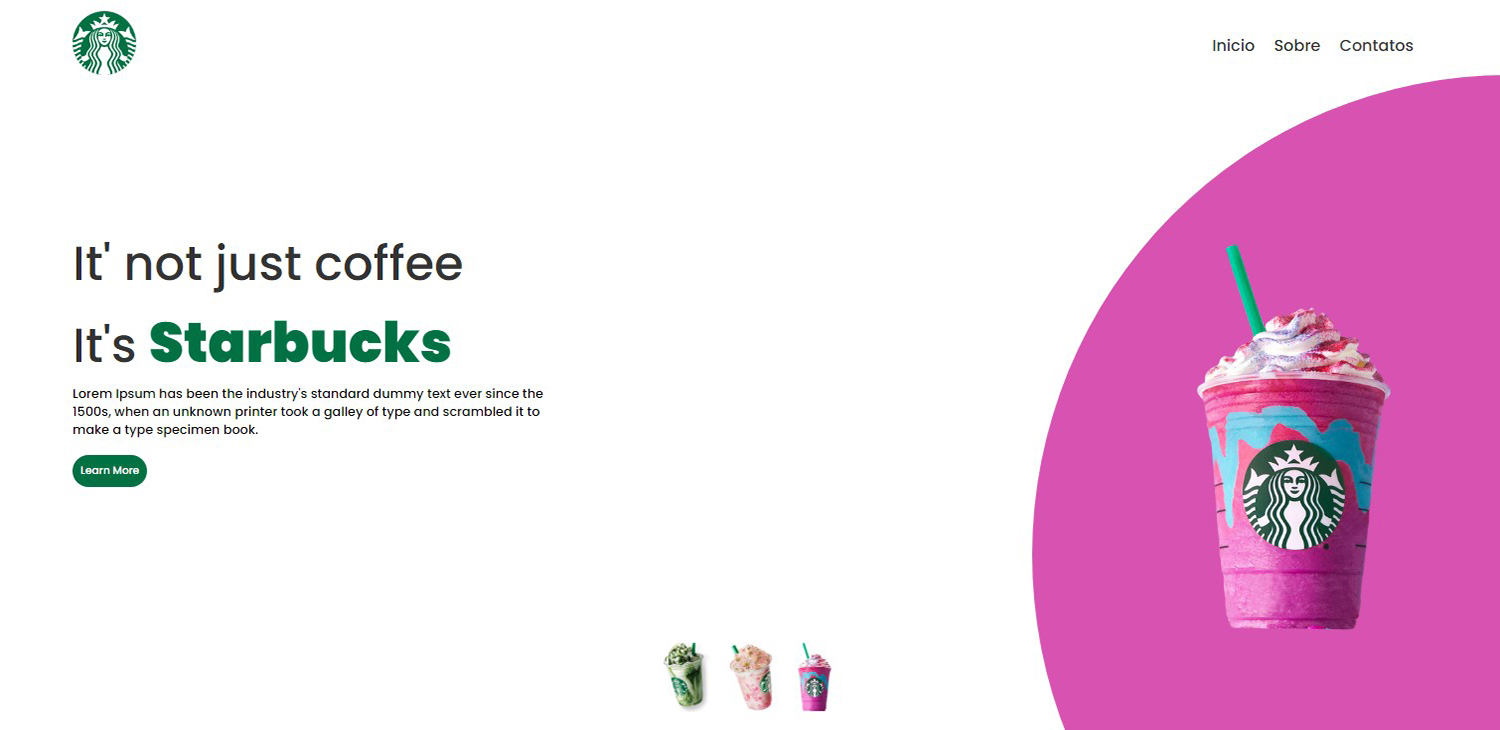 Inicio Sobre Contatos
It' not just coffee
It's Starbucks
Lorem Ipsum has been the industry's standard dummy text ever since the
1500s, when an unknown printer took a galley of type and scrambled it to
make a type specimen book.
Learn More